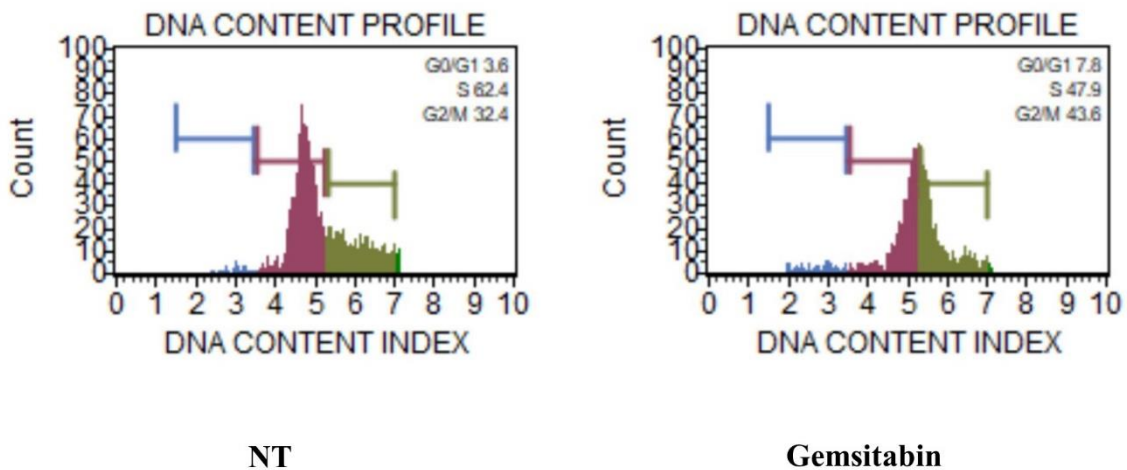 DNA CONTENT PROFILE
G0/G1 3.6
S 62.4
G2/M 32.4
Count
100
90
80
70
60
50
40
30
20
10
0
0 1 2 3 4 5 6 7 8 9 10
DNA CONTENT INDEX
NT
DNA CONTENT PROFILE
G0/G1 7.8
S 47.9
G2/M 43.6
Count
100
90
80
70
60
50
40
30
20
10
0
0 1 2 3 4 5 6 7 8 9 10
DNA CONTENT INDEX
Gemsitabin